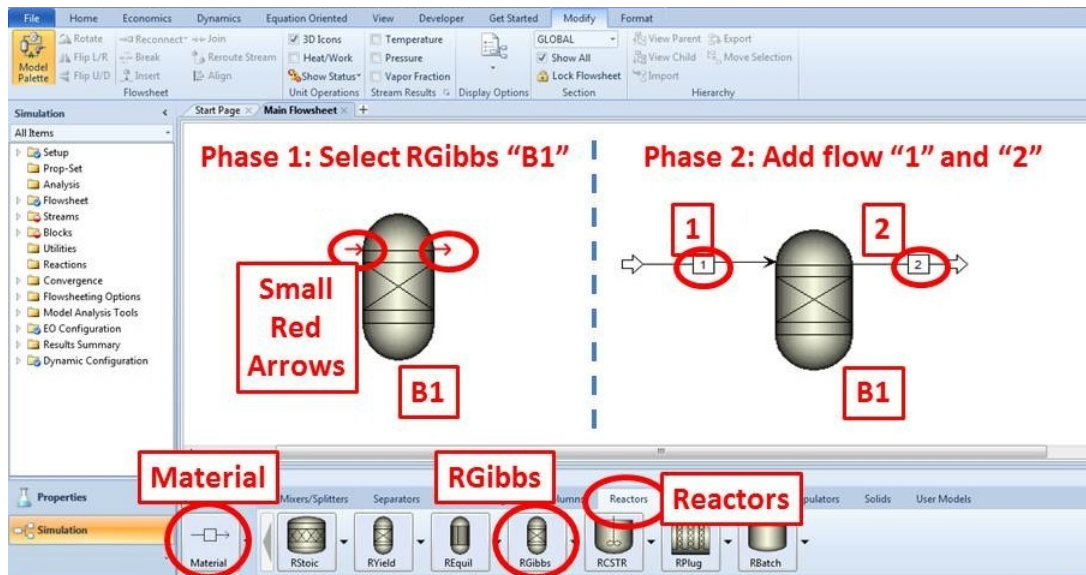 File Home Economics Dynamics Equation Oriented View Developer Get Started Modify Format
Model Palette
Rotate Reconnect Join
Flip L/R Break Reroute Stream
Flip U/D Insert Align
Flowsheet
3D Icons
Heat/Work
Show Status
Unit Operations
Temperature
Pressure
Vapor Fraction
Stream Results
Display Options
GLOBAL
Show All
Lock Flowsheet
Section
View Parent Export
View Child Move Selection
Import
Hierarchy
Simulation
All Items
Setup
Prop-Set
Analysis
Flowsheet
Streams
Blocks
Utilities
Reactions
Convergence
Flowsheeting Options
Model Analysis Tools
EO Configuration
Results Summary
Dynamic Configuration
Properties
Simulation
Start Page Main Flowsheet +
Phase 1: Select RGibbs “B1”
Small
Red
Arrows
B1
Phase 2: Add flow “1” and “2”
1
2
1
2
B1
Material
RGibbs
Reactors
Mixers/Splitters Separators Reactors Solids User Models
Material RStoic RYield REquil RGibbs RCSTR RPlug RBatch